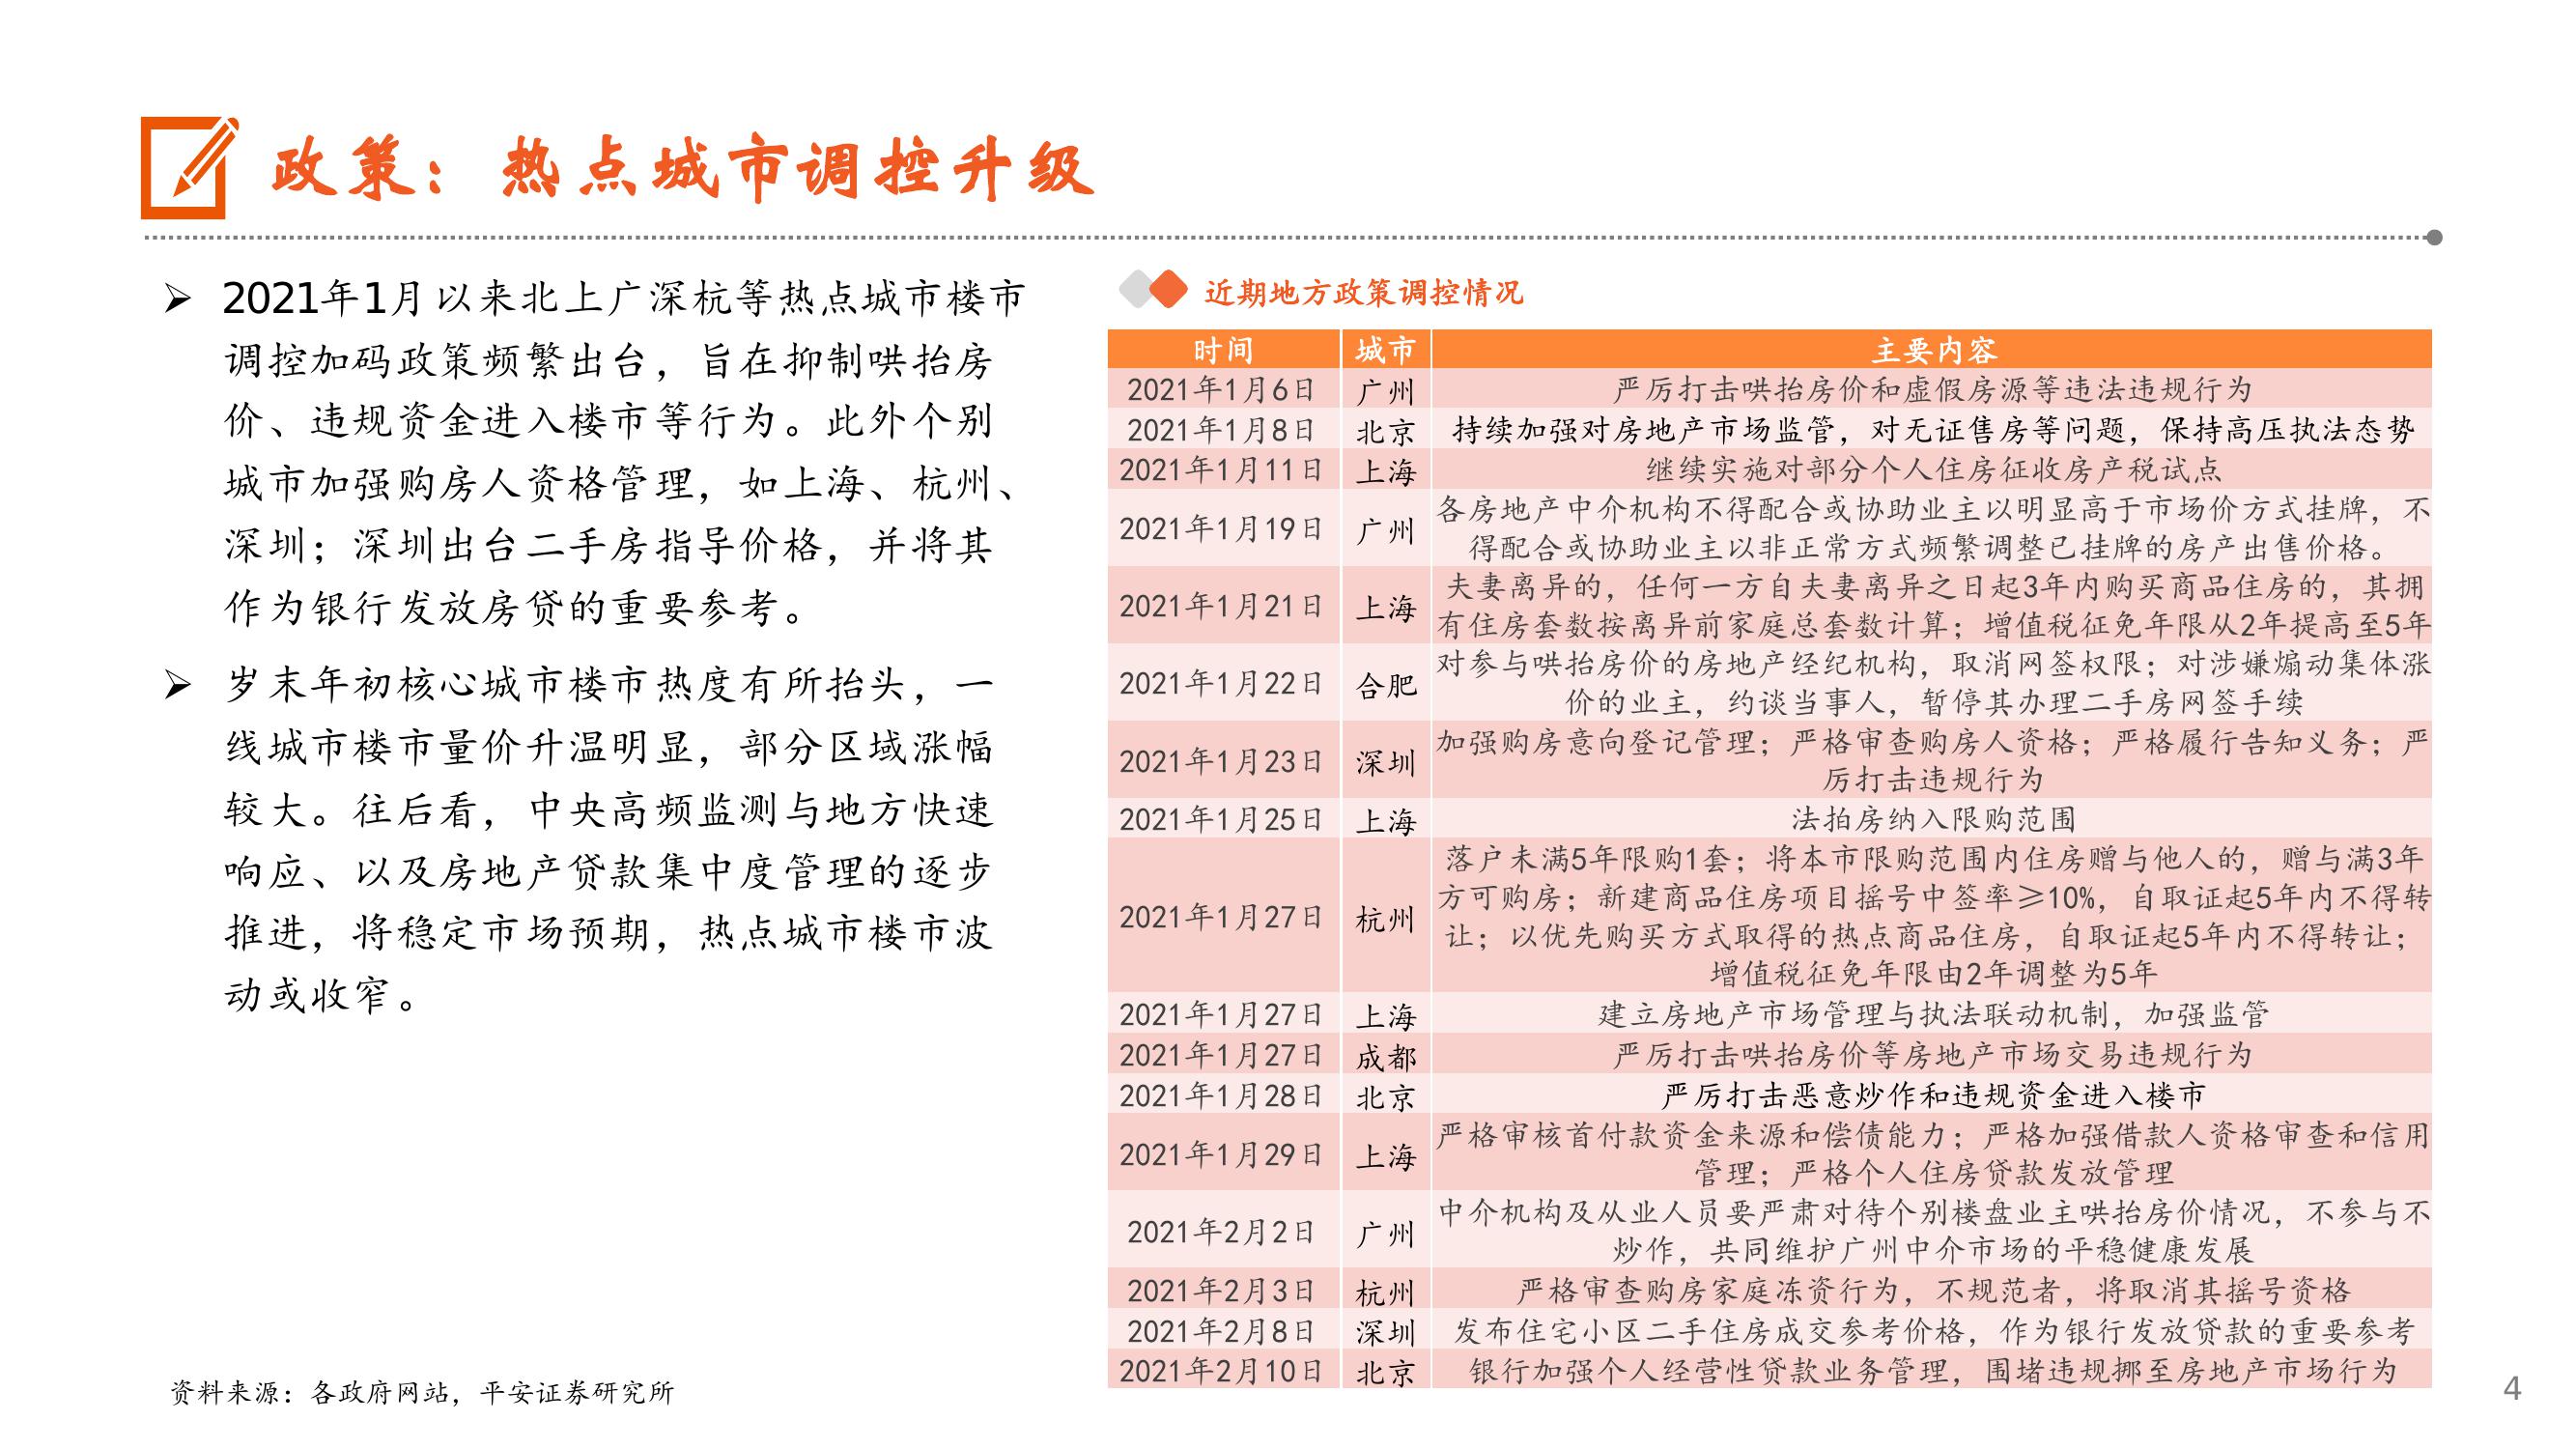 政策：热点城市调控升级
➢ 2021年1月以来北上广深杭等热点城市楼市
调控加码政策频繁出台，旨在抑制哄抬房
价、违规资金进入楼市等行为。此外个别
城市加强购房人资格管理，如上海、杭州、
深圳；深圳出台二手房指导价格，并将其
作为银行发放房贷的重要参考。
➢ 岁末年初核心城市楼市热度有所抬头，一
线城市楼市量价升温明显，部分区域涨幅
较大。往后看，中央高频监测与地方快速
响应、以及房地产贷款集中度管理的逐步
推进，将稳定市场预期，热点城市楼市波
动或收窄。
近期地方政策调控情况
时间 城市 主要内容
2021年1月6日 广州 严厉打击哄抬房价和虚假房源等违法违规行为
2021年1月8日 北京 持续加强对房地产市场监管，对无证售房等问题，保持高压执法态势
2021年1月11日 上海 继续实施对部分个人住房征收房产税试点
2021年1月19日 广州 各房地产中介机构不得配合或协助业主以明显高于市场价方式挂牌，不
得配合或协助业主以非正常方式频繁调整已挂牌的房产出售价格。
2021年1月21日 上海 夫妻离异的，任何一方自夫妻离异之日起3年内购买商品住房的，其拥
有住房套数按离异前家庭总套数计算；增值税征免年限从2年提高至5年
2021年1月22日 合肥 对参与哄抬房价的房地产经纪机构，取消网签权限；对涉嫌煽动集体涨
价的业主，约谈当事人，暂停其办理二手房网签手续
2021年1月23日 深圳 加强购房意向登记管理；严格审查购房人资格；严格履行告知义务；严
厉打击违规行为
2021年1月25日 上海 法拍房纳入限购范围
2021年1月27日 杭州 落户未满5年限购1套；将本市限购范围内住房赠与他人的，赠与满3年
方可购房；新建商品住房项目摇号中签率≥10%，自取证起5年内不得转
让；以优先购买方式取得的热点商品住房，自取证起5年内不得转让；
增值税征免年限由2年调整为5年
2021年1月27日 上海 建立房地产市场管理与执法联动机制，加强监管
2021年1月27日 成都 严厉打击哄抬房价等房地产市场交易违规行为
2021年1月28日 北京 严厉打击恶意炒作和违规资金进入楼市
2021年1月29日 上海 严格审核首付款资金来源和偿债能力；严格加强借款人资格审查和信用
管理；严格个人住房贷款发放管理
2021年2月2日 广州 中介机构及从业人员要严肃对待个别楼盘业主哄抬房价情况，不参与不
炒作，共同维护广州中介市场的平稳健康发展
2021年2月3日 杭州 严格审查购房家庭冻资行为，不规范者，将取消其摇号资格
2021年2月8日 深圳 发布住宅小区二手住房成交参考价格，作为银行发放贷款的重要参考
2021年2月10日 北京 银行加强个人经营性贷款业务管理，围堵违规挪至房地产市场行为
资料来源：各政府网站，平安证券研究所
4